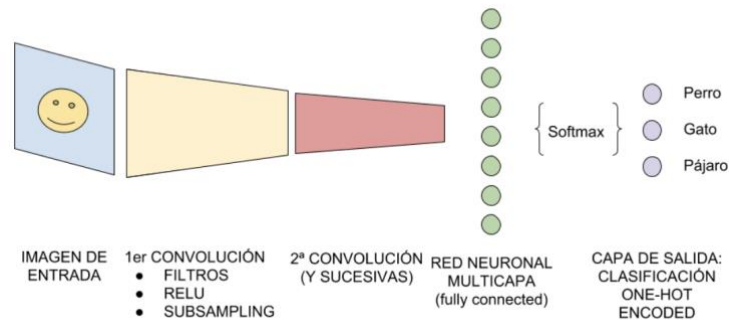 Perro
Softmax
Gato
Pájaro
IMAGEN DE
ENTRADA
1er CONVOLUCIÓN
● FILTROS
● RELU
● SUBSAMPLING
2ª CONVOLUCIÓN
(Y SUCESIVAS)
RED NEURONAL
MULTICAPA
(fully connected)
CAPA DE SALIDA:
CLASIFICACIÓN
ONE-HOT
ENCODED